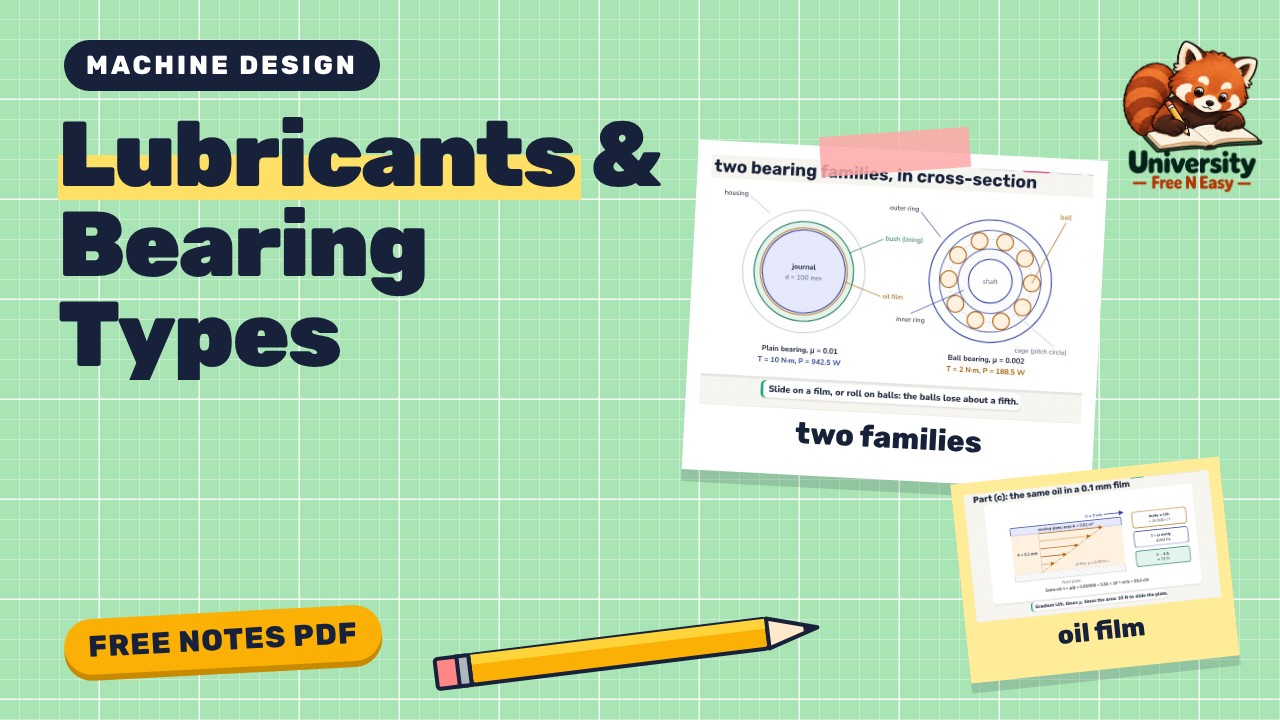 MACHINE DESIGN
Lubricants &
Bearing
Types
University
Free N Easy
two bearing families, in cross-section
housing
outer ring
ball
bush (lining)
journal
d = 100 mm
shaft
oil film
inner ring
cage (pitch circle)
Plain bearing, μ = 0.01
T = 10 N·m, P = 942.5 W
Ball bearing, μ = 0.002
T = 2 N·m, P = 188.5 W
Slide on a film, or roll on balls: the balls lose about a fifth.
two families
Part (c): the same oil in a 0.1 mm film
Gradient U/h, times μ, times the area: 10 N to slide the plate.
oil film
FREE NOTES PDF